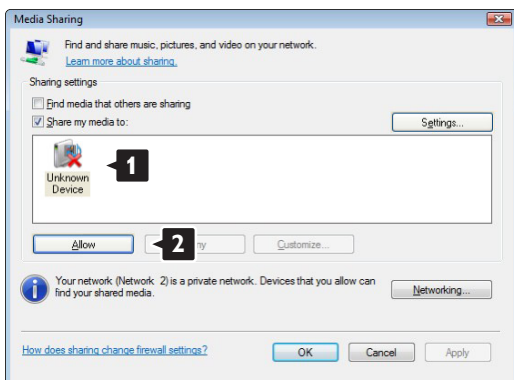 Media Sharing
Find and share music, pictures, and video on your network.
Learn more about sharing.
Sharing settings
Find media that others are sharing
Share my media to:
Settings...
1
Unknown
Device
Allow
2
Customize...
Your network (Network 2) is a private network. Devices that you allow can
find your shared media.
Networking...
How does sharing change firewall settings?
OK
Cancel
Apply